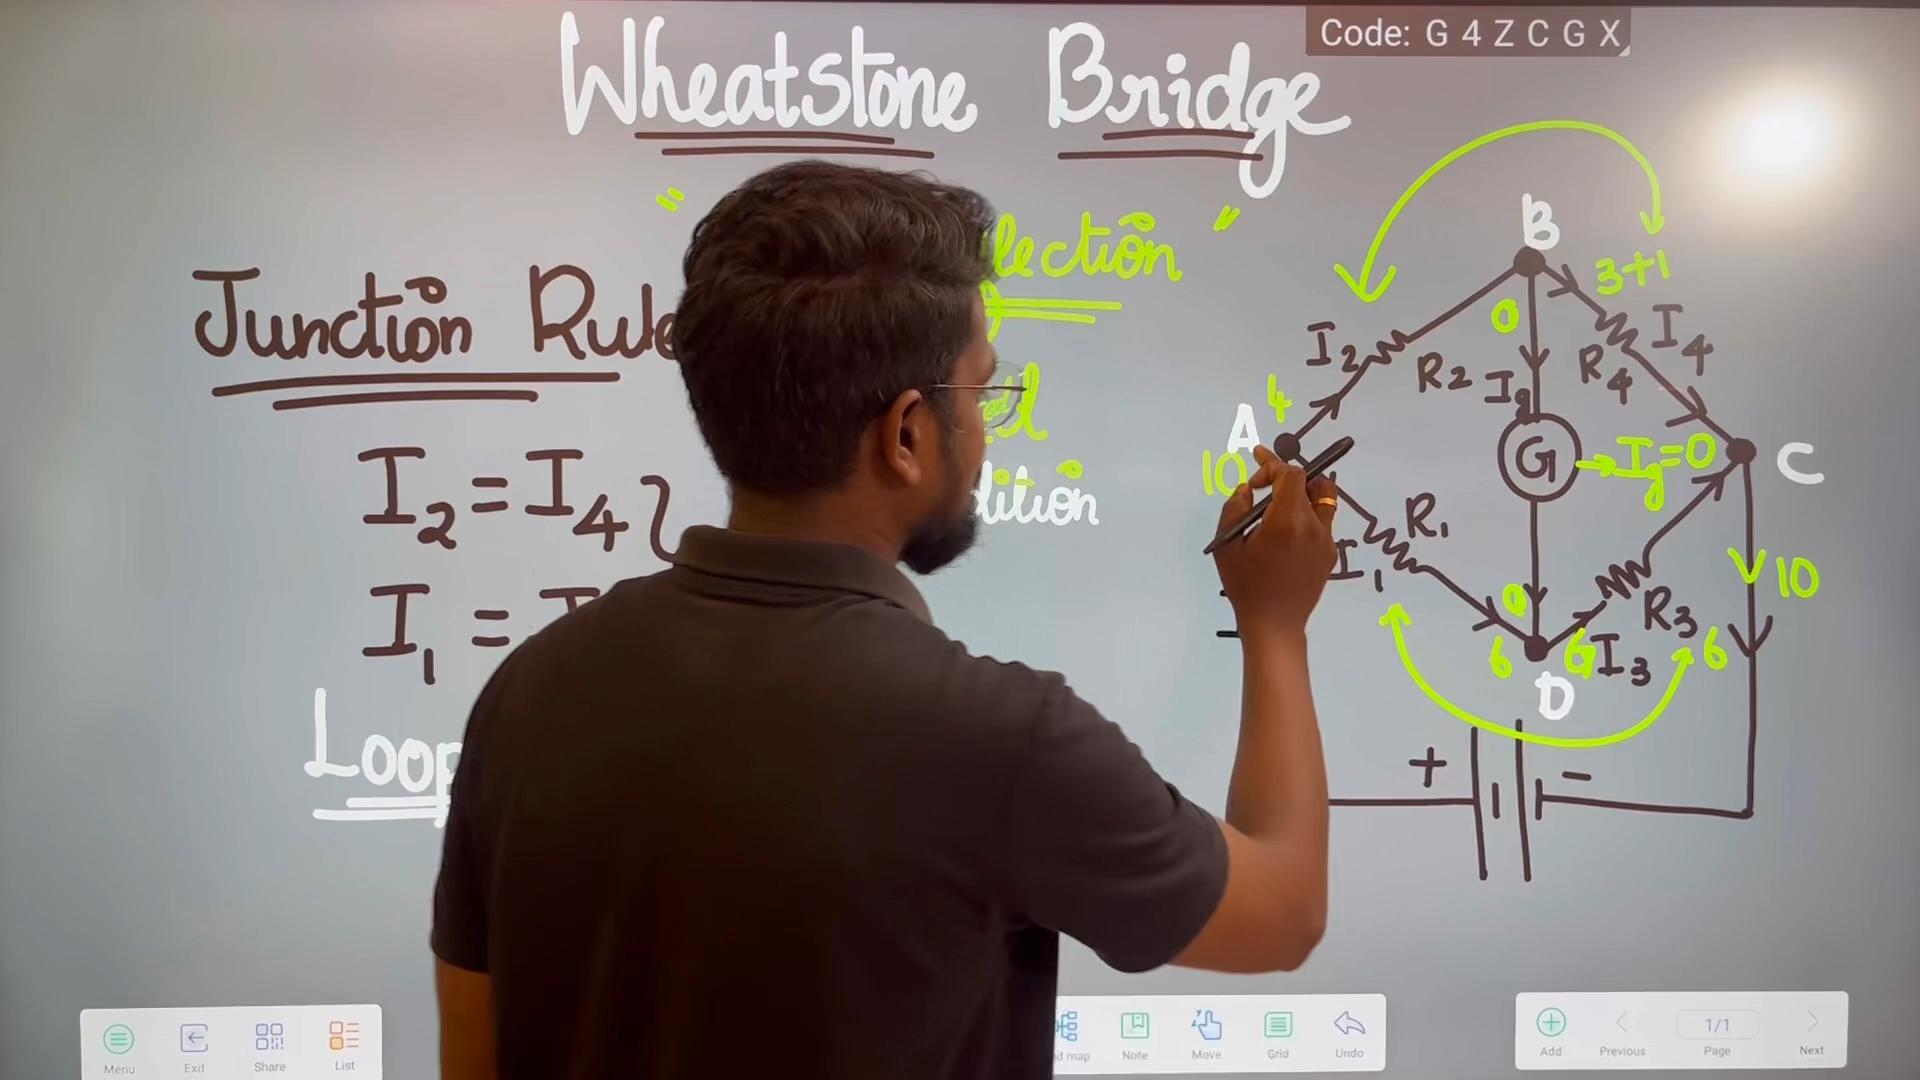 Code: G 4 Z C G X
Wheatstone Bridge
" lection "
Junction Rule
dition
I2 = I4
I1 =
Loop
B
3+1
0
I2
R2
Ig
R4
I4
4
A
10
G
Ig=0
C
R1
I1
0
10
6
6
I3
R3
6
D
+
-
Menu
Exit
Share
List
d map
Note
Move
Grid
Undo
Add
Previous
1/1
Page
Next